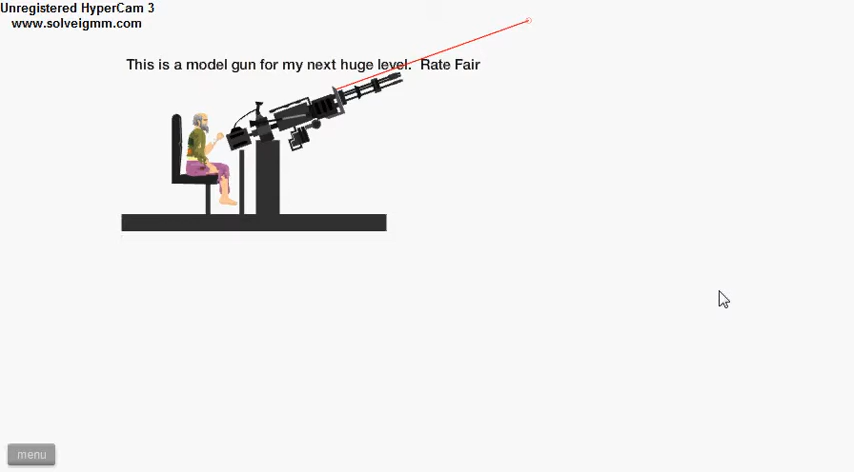 Unregistered HyperCam 3
www.solveigmm.com
This is a model gun for my next huge level.  Rate Fair
menu